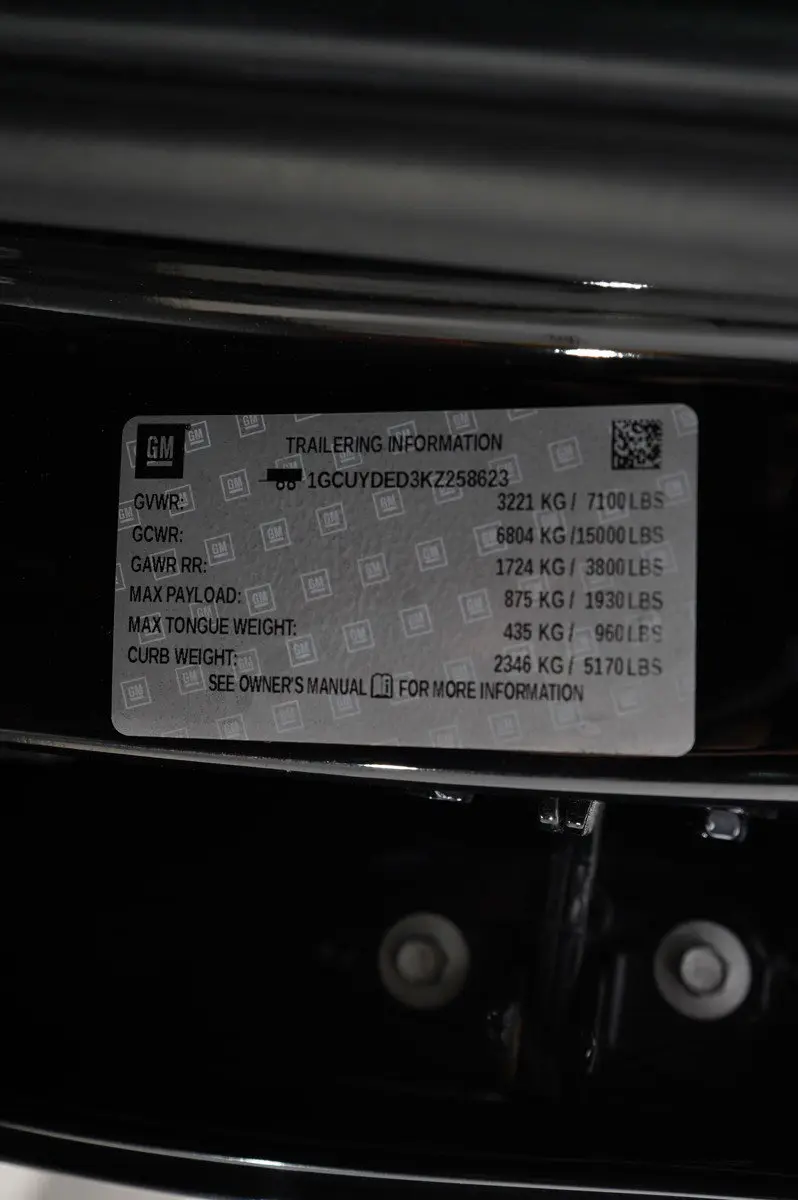 GM TRAILERING INFORMATION
1GCUYDED3KZ258623
GVWR: 3221 KG / 7100 LBS
GCWR: 6804 KG /15000 LBS
GAWR RR: 1724 KG / 3800 LBS
MAX PAYLOAD: 875 KG / 1930 LBS
MAX TONGUE WEIGHT: 435 KG / 960 LBS
CURB WEIGHT: 2346 KG / 5170 LBS
SEE OWNER'S MANUAL FOR MORE INFORMATION